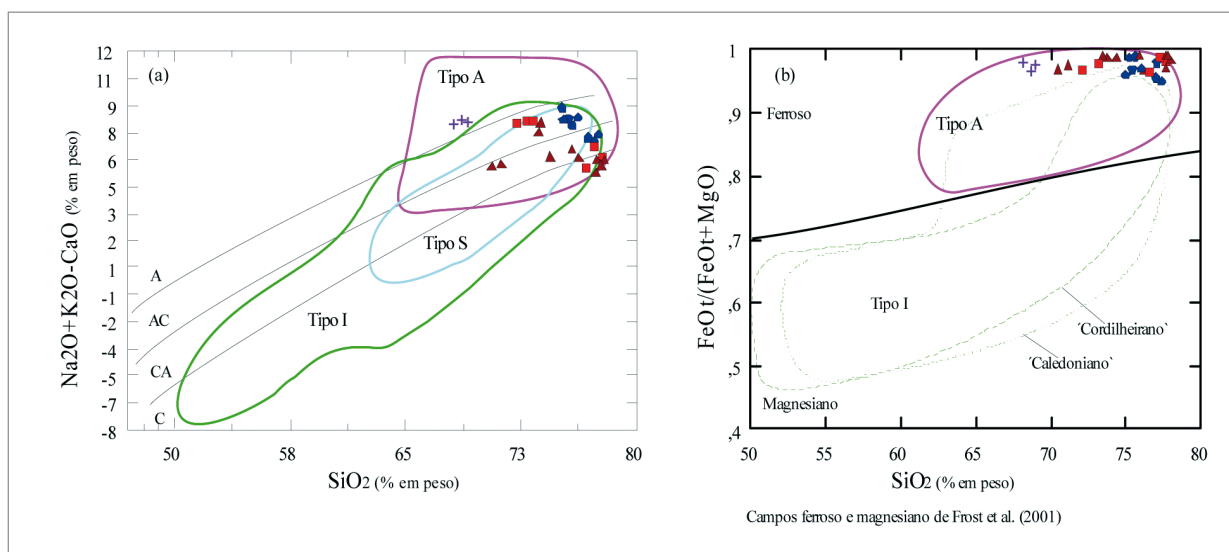 (a)
Tipo A
Tipo S
Tipo I
A
AC
CA
C
12
11
9
8
6
5
3
2
1
-1
-2
-4
-5
-7
-8
Na2O+K2O-CaO (% em peso)
50
58
65
73
80
SiO2 (% em peso)
(b)
Ferroso
Tipo A
Tipo I
´Cordilheirano`
´Caledoniano`
Magnesiano
1
,9
,8
,7
,6
,5
,4
FeOt/(FeOt+MgO)
50
55
60
65
70
75
80
SiO2 (% em peso)
Campos ferroso e magnesiano de Frost et al. (2001)